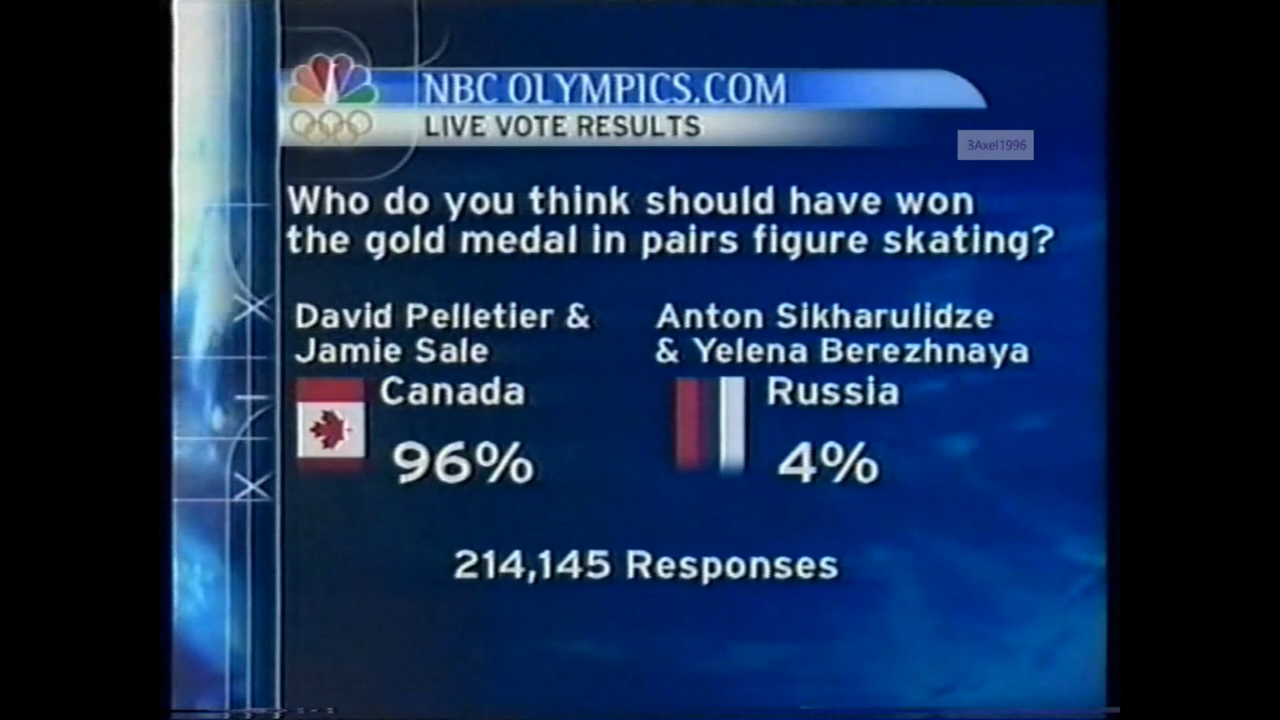 NBC OLYMPICS.COM
LIVE VOTE RESULTS
3Axel1996
Who do you think should have won
the gold medal in pairs figure skating?
David Pelletier &
Jamie Sale
Canada
96%
Anton Sikharulidze
& Yelena Berezhnaya
Russia
4%
214,145 Responses